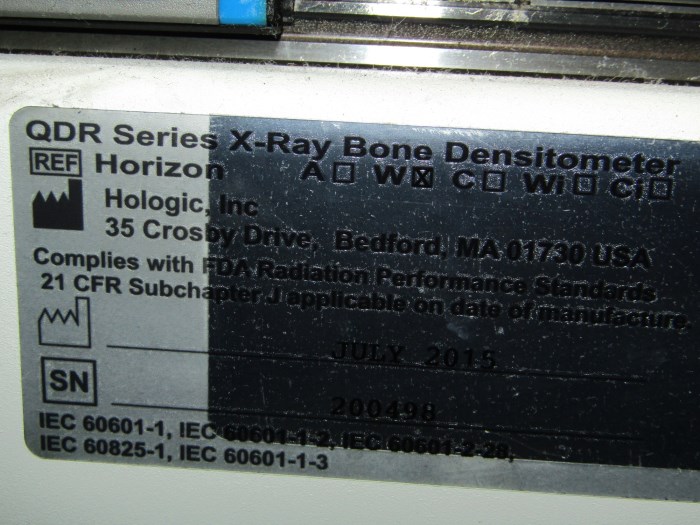 QDR Series X-Ray Bone Densitometer
REF Horizon A☐ W☒ C☐ Wi☐ Ci☐
Hologic, Inc
35 Crosby Drive, Bedford, MA 01730 USA
Complies with FDA Radiation Performance Standards
21 CFR Subchapter J applicable on date of manufacture
JULY 2015
SN 200498
IEC 60601-1, IEC 60601-1-2, IEC 60601-2-28,
IEC 60825-1, IEC 60601-1-3